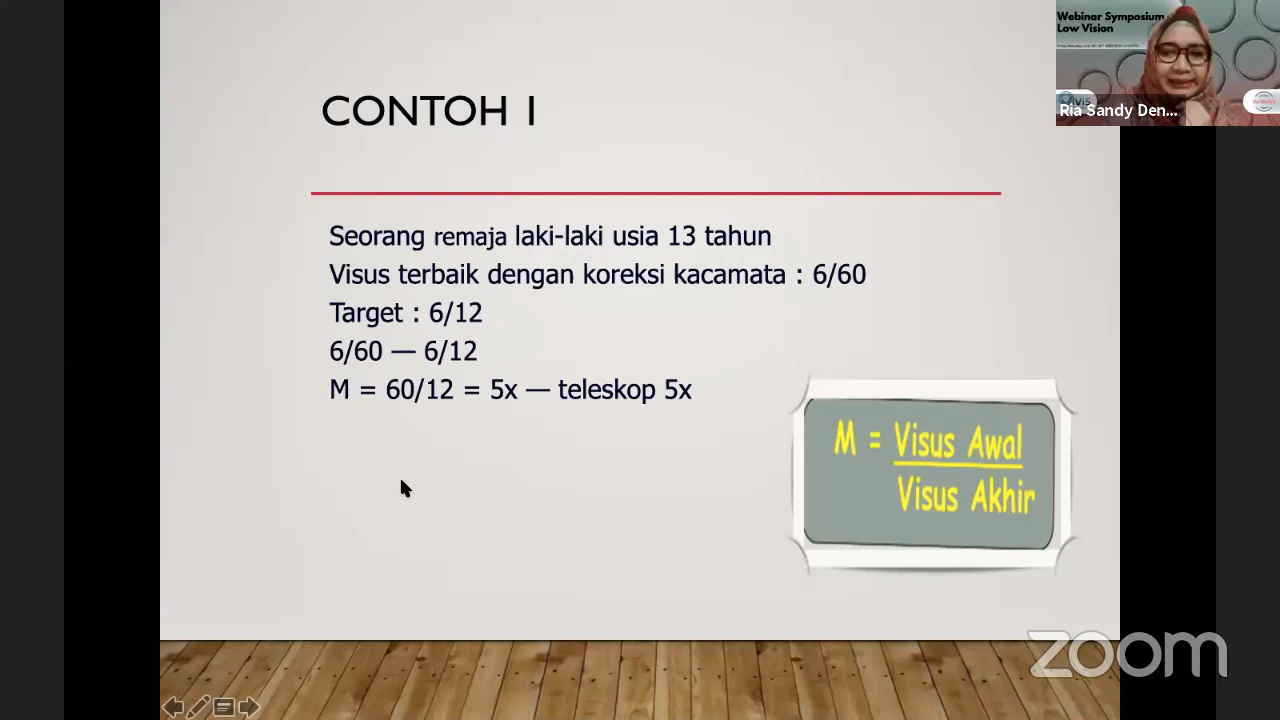 Webinar Symposium
Low Vision
Ria Sandy Den...
CONTOH 1
Seorang remaja laki-laki usia 13 tahun
Visus terbaik dengan koreksi kacamata : 6/60
Target : 6/12
6/60 — 6/12
M = 60/12 = 5x — teleskop 5x
M = Visus Awal
Visus Akhir
zoom